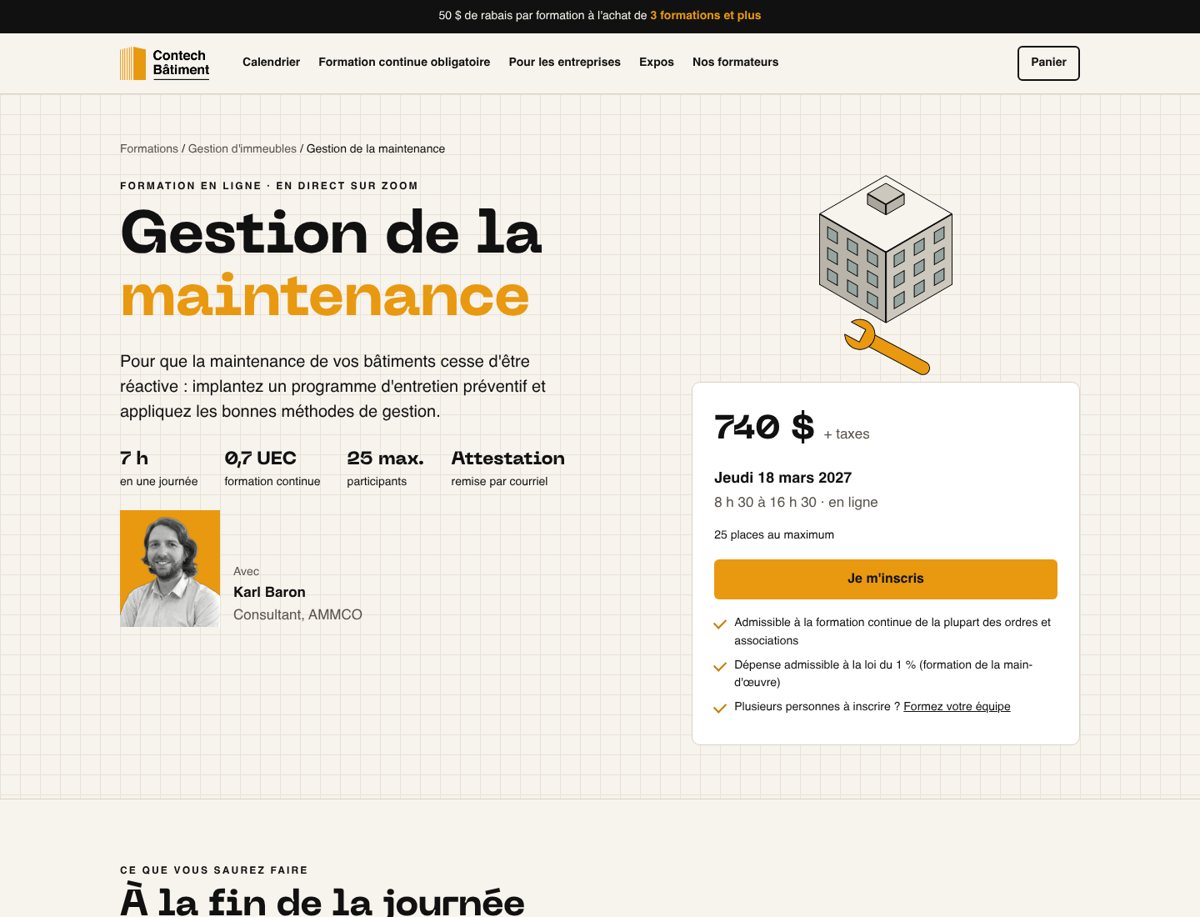 50 $ de rabais par formation à l'achat de 3 formations et plus
Contech
Bâtiment
Calendrier
Formation continue obligatoire
Pour les entreprises
Expos
Nos formateurs
Panier
Formations / Gestion d'immeubles / Gestion de la maintenance
FORMATION EN LIGNE · EN DIRECT SUR ZOOM
Gestion de la
maintenance
Pour que la maintenance de vos bâtiments cesse d'être
réactive : implantez un programme d'entretien préventif et
appliquez les bonnes méthodes de gestion.
7 h
en une journée
0,7 UEC
formation continue
25 max.
participants
Attestation
remise par courriel
Avec
Karl Baron
Consultant, AMMCO
740 $ + taxes
Jeudi 18 mars 2027
8 h 30 à 16 h 30 · en ligne
25 places au maximum
Je m'inscris
Admissible à la formation continue de la plupart des ordres et
associations
Dépense admissible à la loi du 1 % (formation de la main-
d'œuvre)
Plusieurs personnes à inscrire ? Formez votre équipe
CE QUE VOUS SAUREZ FAIRE
À la fin de la journée